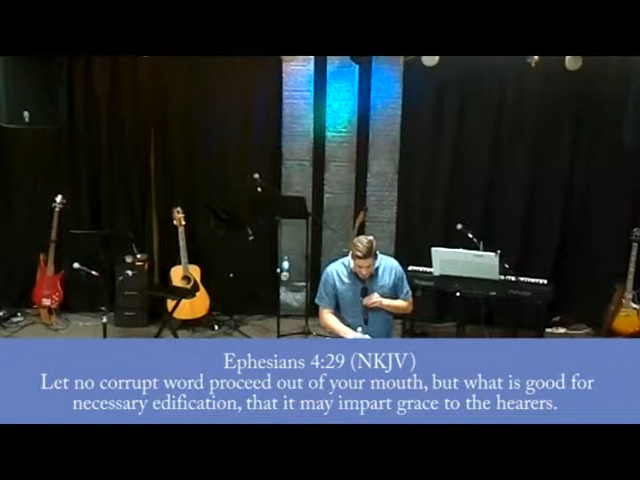 Ephesians 4:29 (NKJV)
Let no corrupt word proceed out of your mouth, but what is good for
necessary edification, that it may impart grace to the hearers.